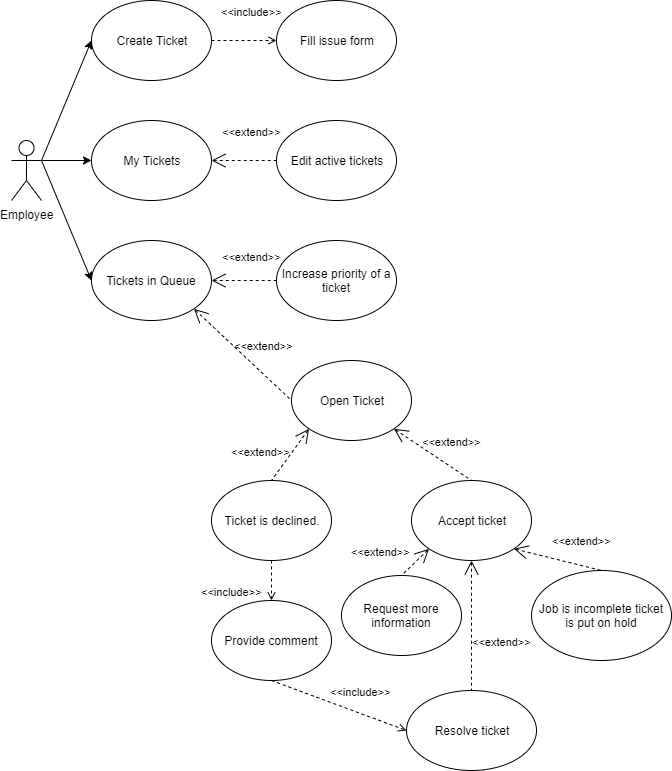 <<include>>
Create Ticket
Fill issue form
<<extend>>
My Tickets
Edit active tickets
Employee
<<extend>>
Tickets in Queue
Increase priority of a
ticket
<<extend>>
Open Ticket
<<extend>>
<<extend>>
Ticket is declined.
Accept ticket
<<extend>>
<<extend>>
<<include>>
Request more
information
Job is incomplete ticket
is put on hold
Provide comment
<<extend>>
<<include>>
Resolve ticket